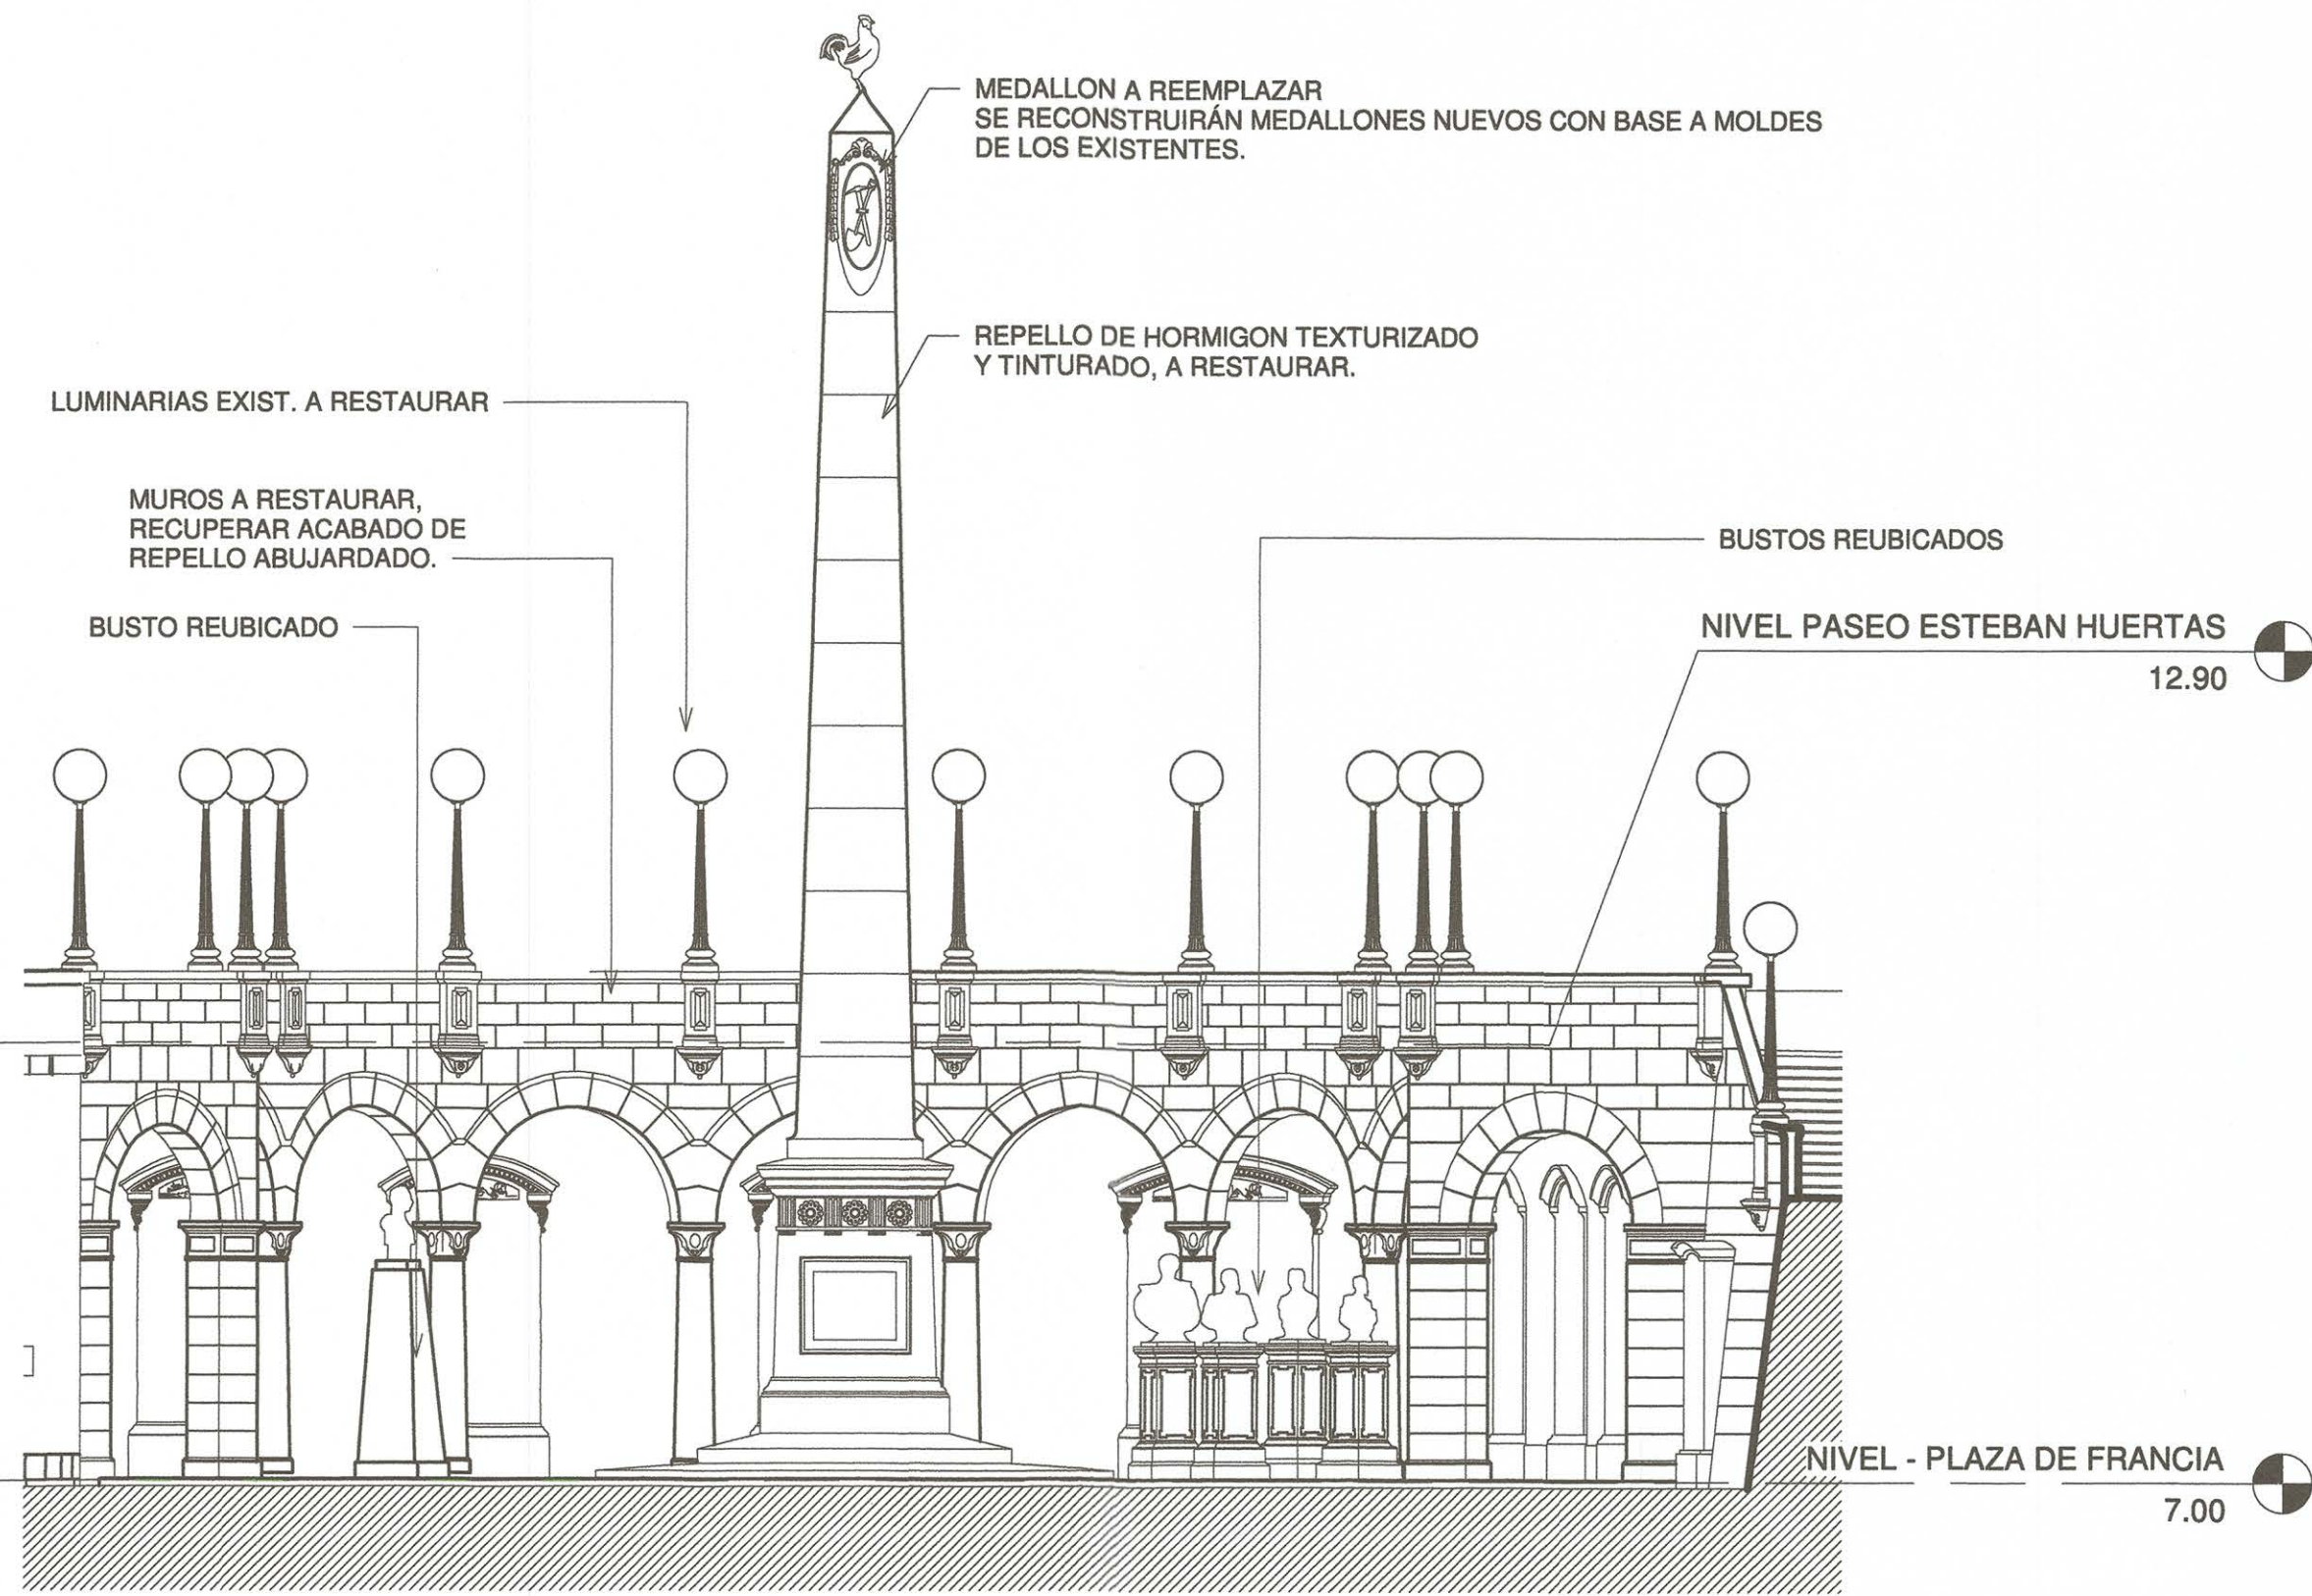 MEDALLON A REEMPLAZAR
SE RECONSTRUIRÁN MEDALLONES NUEVOS CON BASE A MOLDES
DE LOS EXISTENTES.
REPELLO DE HORMIGON TEXTURIZADO
Y TINTURADO, A RESTAURAR.
LUMINARIAS EXIST. A RESTAURAR
MUROS A RESTAURAR,
RECUPERAR ACABADO DE
REPELLO ABUJARDADO.
BUSTO REUBICADO
BUSTOS REUBICADOS
NIVEL PASEO ESTEBAN HUERTAS
12.90
NIVEL - PLAZA DE FRANCIA
7.00